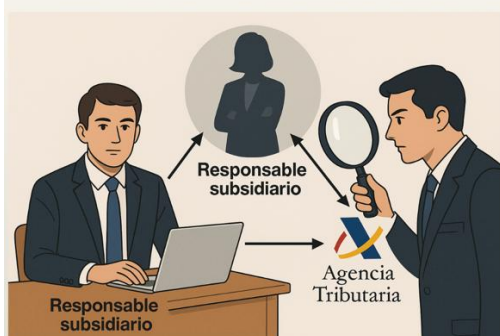 Responsable
subsidiario
Agencia
Tributaria
Responsable
subsidiario